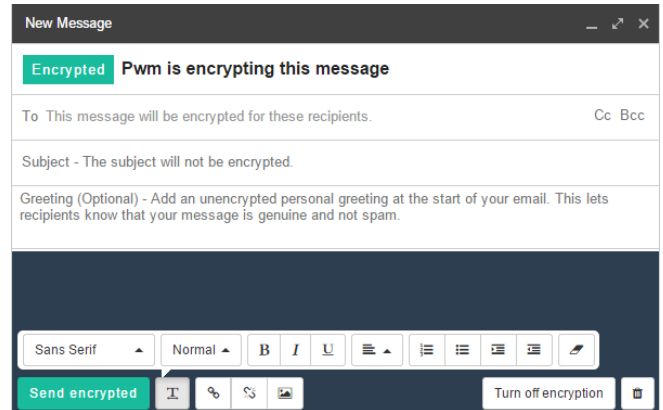 New Message
Encrypted Pwm is encrypting this message
To This message will be encrypted for these recipients. Cc Bcc
Subject - The subject will not be encrypted.
Greeting (Optional) - Add an unencrypted personal greeting at the start of your email. This lets
recipients know that your message is genuine and not spam.
Sans Serif Normal B I U
Send encrypted T Turn off encryption